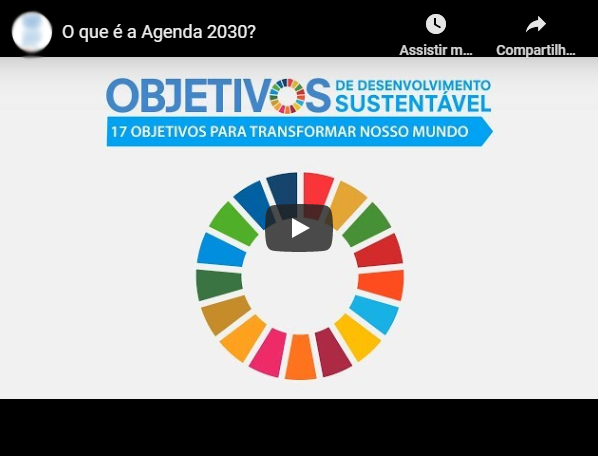 O que é a Agenda 2030?
Assistir m...
Compartilh...
OBJETIVOS
DE DESENVOLVIMENTO
SUSTENTÁVEL
17 OBJETIVOS PARA TRANSFORMAR NOSSO MUNDO